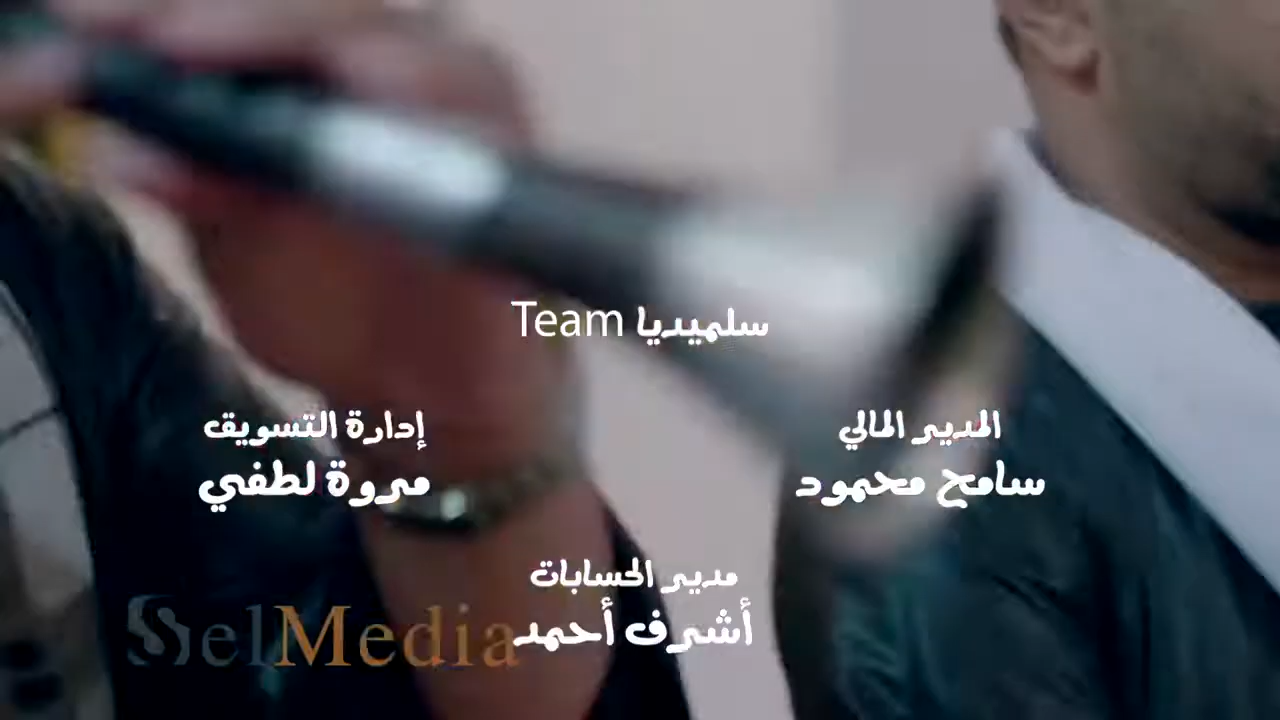 سلميديا Team
المدير المالي
سامح محمود
إدارة التسويق
مروة لطفي
مدير الحسابات
أشرف أحمد
SelMedia